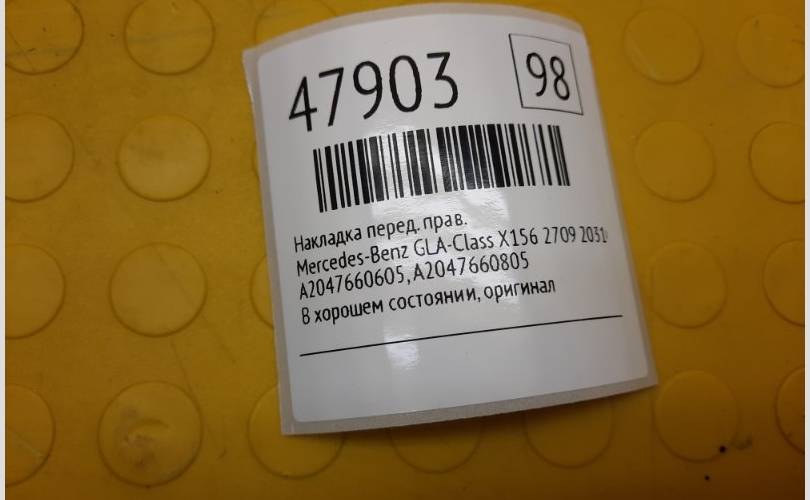 47903
98
Накладка перед. прав.
Mercedes-Benz GLA-Class X156 2709 2031
A2047660605, A2047660805
В хорошем состоянии, оригинал